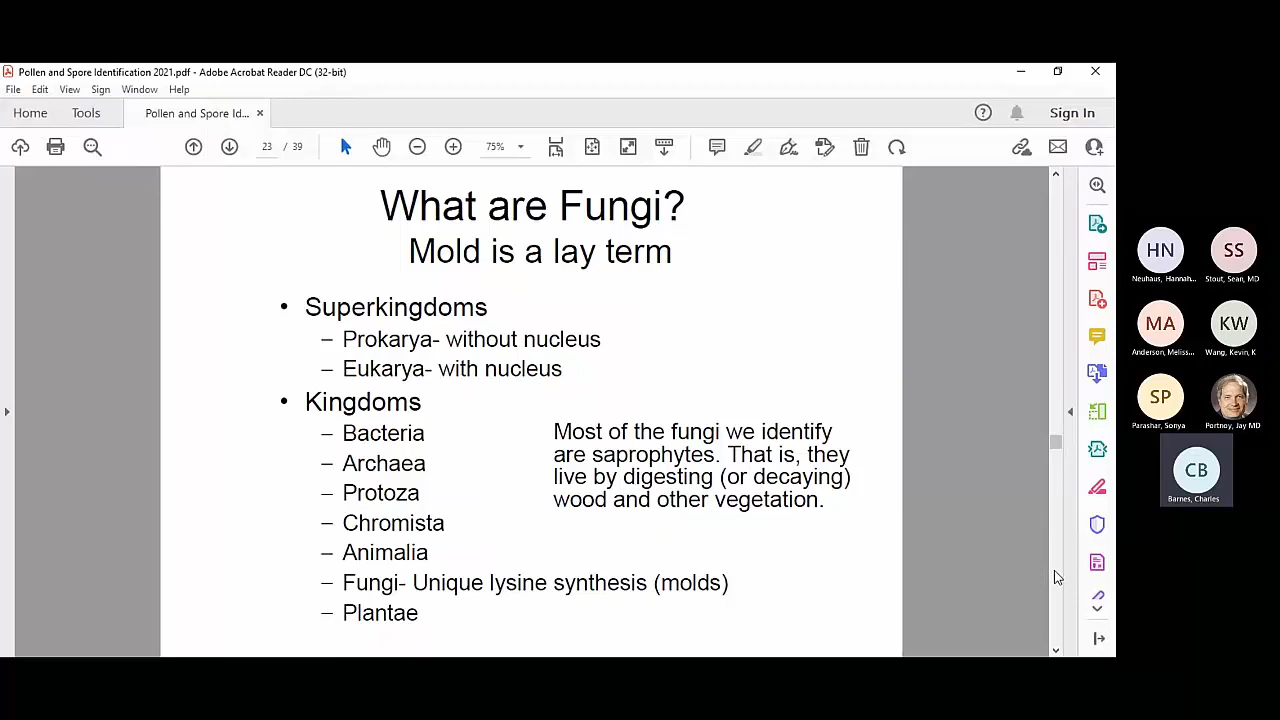 Pollen and Spore Identification 2021.pdf - Adobe Acrobat Reader DC (32-bit)
File Edit View Sign Window Help
Home Tools Pollen and Spore Id... × Sign In
23 / 39 75%
What are Fungi?
Mold is a lay term
• Superkingdoms
– Prokarya- without nucleus
– Eukarya- with nucleus
• Kingdoms
– Bacteria
– Archaea
– Protoza
– Chromista
– Animalia
– Fungi- Unique lysine synthesis (molds)
– Plantae
Most of the fungi we identify
are saprophytes. That is, they
live by digesting (or decaying)
wood and other vegetation.
HN SS
Neuhaus, Hannah... Stout, Sean, MD
MA KW
Anderson, Meliss... Wang, Kevin, K
SP
Parashar, Sonya Portnoy, Jay MD
CB
Barnes, Charles